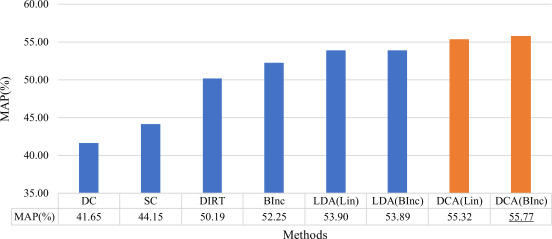 60.00
55.00
50.00
45.00
40.00
35.00
MAP(%)
DC SC DIRT BInc LDA(Lin) LDA(BInc) DCA(Lin) DCA(BInc)
MAP(%) 41.65 44.15 50.19 52.25 53.90 53.89 55.32 55.77
Methods